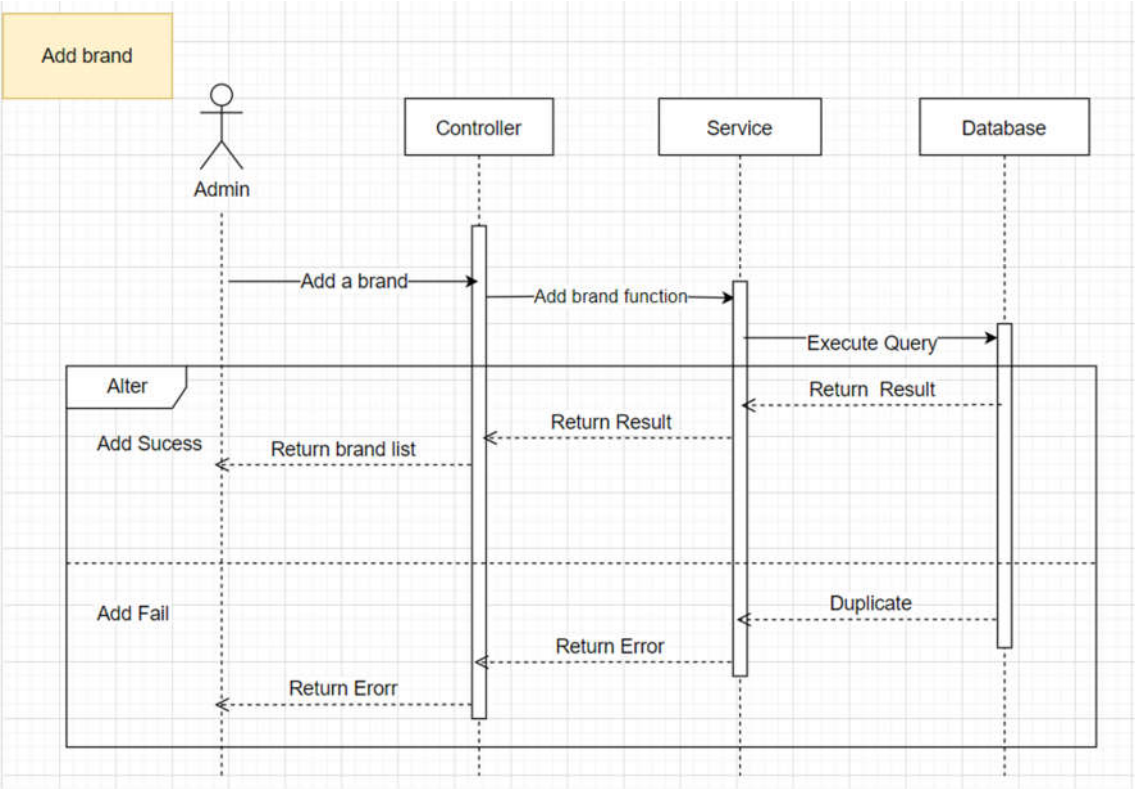 Add brand
Admin
Controller
Service
Database
Add a brand
Add brand function
Execute Query
Alter
Return Result
Return Result
Add Sucess
Return brand list
Duplicate
Add Fail
Return Error
Return Erorr